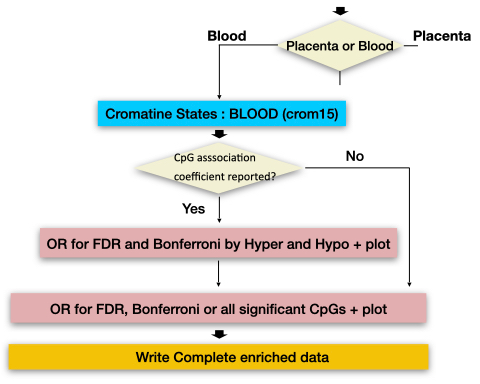 Blood
Placenta
Placenta or Blood
Cromatine States : BLOOD (crom15)
CpG asssociation
coefficient reported?
No
Yes
OR for FDR and Bonferroni by Hyper and Hypo + plot
OR for FDR, Bonferroni or all significant CpGs + plot
Write Complete enriched data